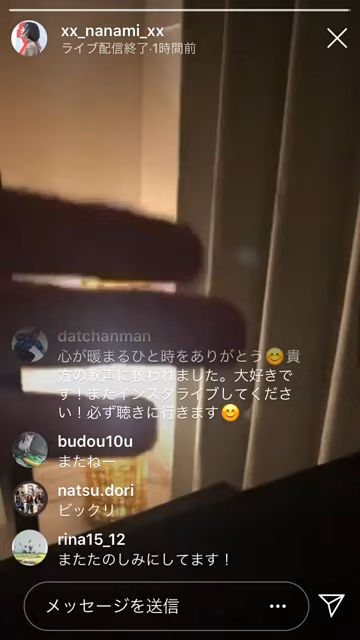 xx_nanami_xx
ライブ配信終了·1時間前
datchanman
心が暖まるひと時をありがとう😊貴
方の歌声に救われました。大好きで
す！またインスタライブしてくださ
い！必ず聴きに行きます😊
budou10u
またねー
natsu.dori
ビックリ
rina15_12
またたのしみにしてます！
メッセージを送信